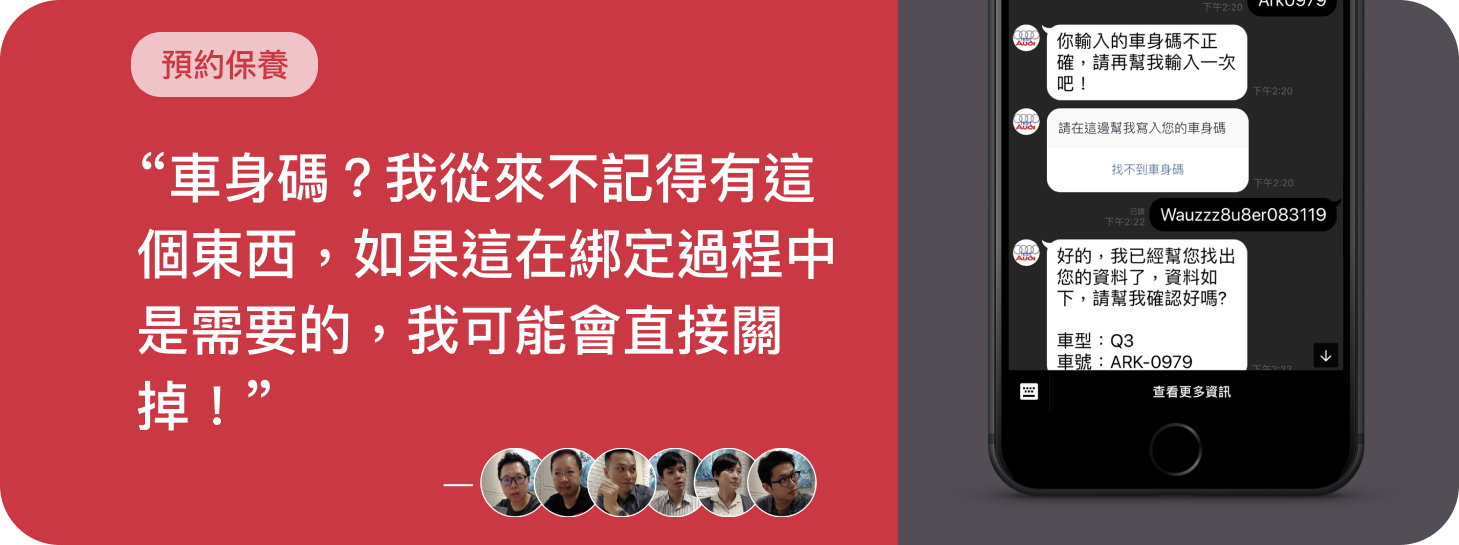 預約保養
“車身碼？我從來不記得有這
個東西，如果這在綁定過程中
是需要的，我可能會直接關
掉！”
下午2:20
Ark0979
Audi
你輸入的車身碼不正
確，請再幫我輸入一次
吧！
下午2:20
Audi
請在這邊幫我寫入您的車身碼
找不到車身碼
下午2:20
已讀
下午2:22
Wauzzz8u8er083119
Audi
好的，我已經幫您找出
您的資料了，資料如
下，請幫我確認好嗎?
車型：Q3
車號：ARK-0979
查看更多資訊